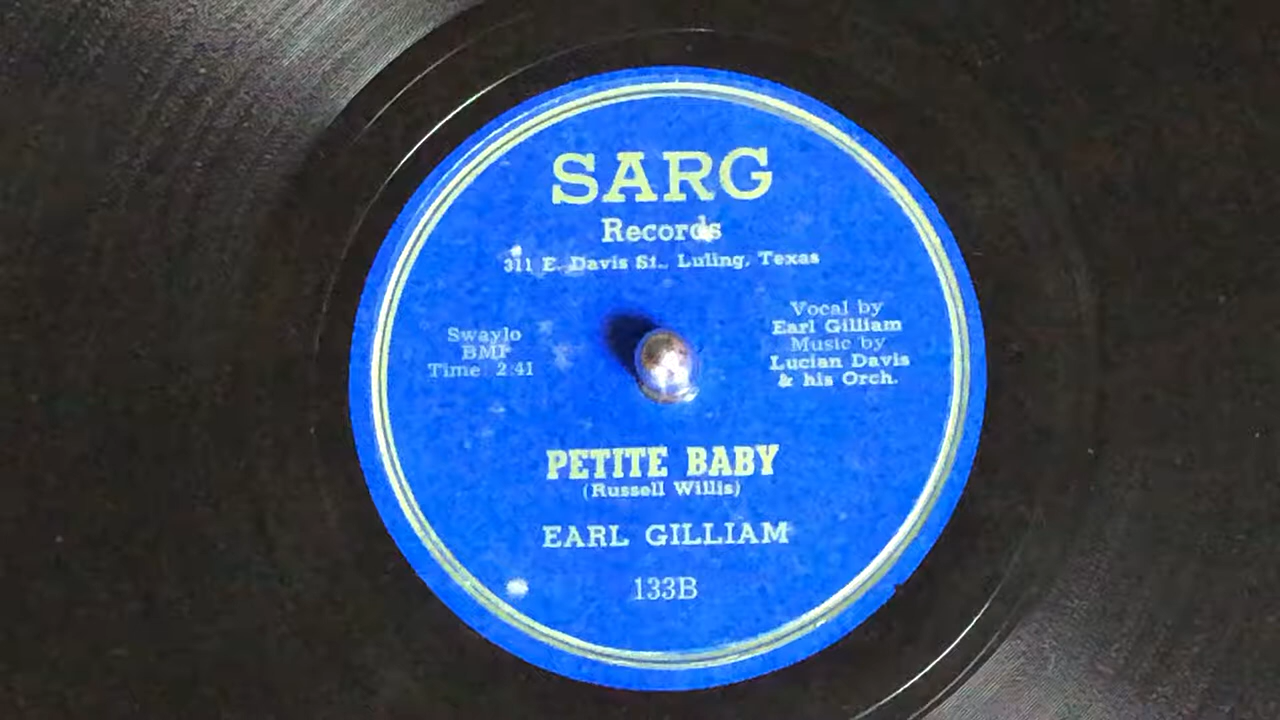 SARG
Records
311 E. Davis St., Luling, Texas
Swaylo
BMI
Time 2:41
Vocal by
Earl Gilliam
Music by
Lucian Davis
& his Orch.
PETITE BABY
(Russell Willis)
EARL GILLIAM
133B